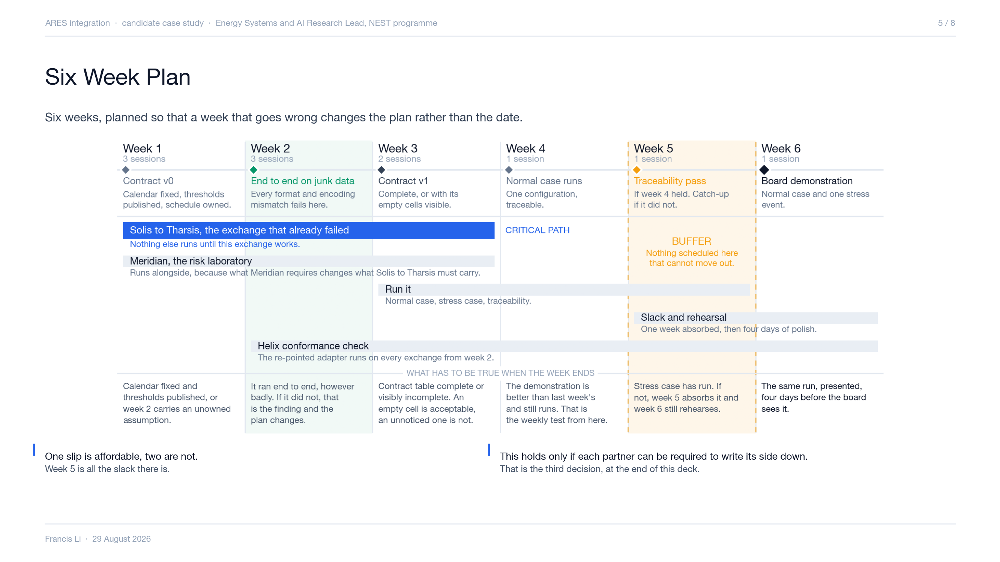 ARES integration · candidate case study · Energy Systems and AI Research Lead, NEST programme
5 / 8
Six Week Plan
Six weeks, planned so that a week that goes wrong changes the plan rather than the date.
Week 1
3 sessions
Contract v0
Calendar fixed, thresholds
published, schedule owned.
Week 2
3 sessions
End to end on junk data
Every format and encoding
mismatch fails here.
Week 3
2 sessions
Contract v1
Complete, or with its
empty cells visible.
Week 4
1 session
Normal case runs
One configuration,
traceable.
Week 5
1 session
Traceability pass
If week 4 held. Catch-up
if it did not.
Week 6
1 session
Board demonstration
Normal case and one stress
event.
Solis to Tharsis, the exchange that already failed
CRITICAL PATH
Nothing else runs until this exchange works.
BUFFER
Nothing scheduled here
that cannot move out.
Meridian, the risk laboratory
Runs alongside, because what Meridian requires changes what Solis to Tharsis must carry.
Run it
Normal case, stress case, traceability.
Slack and rehearsal
One week absorbed, then four days of polish.
Helix conformance check
The re-pointed adapter runs on every exchange from week 2.
WHAT HAS TO BE TRUE WHEN THE WEEK ENDS
Calendar fixed and
thresholds published, or
week 2 carries an unowned
assumption.
It ran end to end, however
badly. If it did not, that
is the finding and the
plan changes.
Contract table complete or
visibly incomplete. An
empty cell is acceptable,
an unnoticed one is not.
The demonstration is
better than last week's
and still runs. That is
the weekly test from here.
Stress case has run. If
not, week 5 absorbs it and
week 6 still rehearses.
The same run, presented,
four days before the board
sees it.
One slip is affordable, two are not.
Week 5 is all the slack there is.
This holds only if each partner can be required to write its side down.
That is the third decision, at the end of this deck.
Francis Li · 29 August 2026